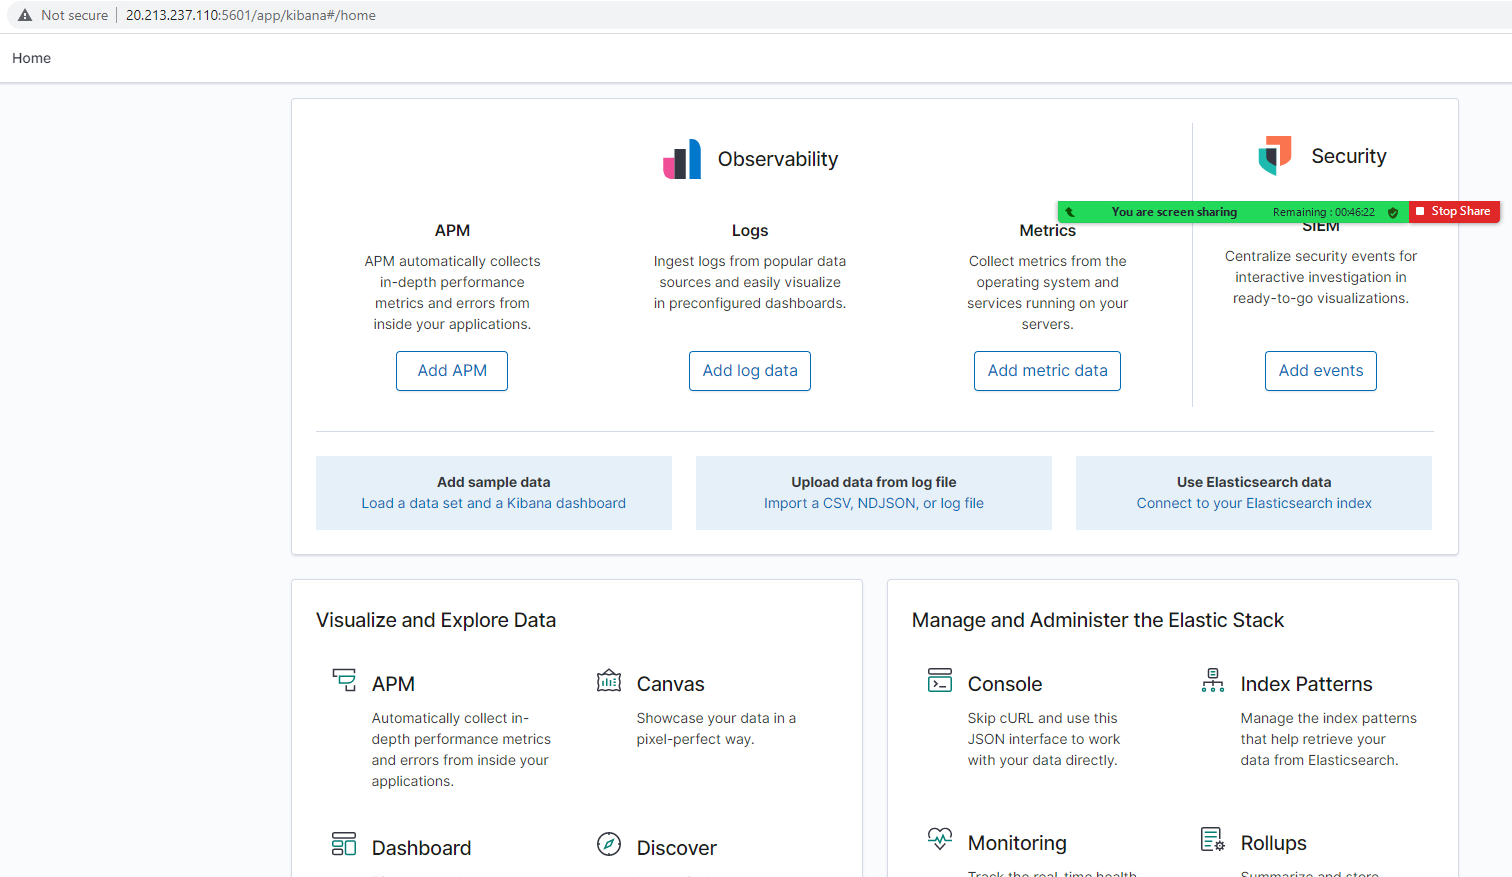 Not secure 20.213.237.110:5601/app/kibana#/home
Home
Observability
Security
You are screen sharing Remaining : 00:46:22 Stop Share
APM
APM automatically collects
in-depth performance
metrics and errors from
inside your applications.
Add APM
Logs
Ingest logs from popular data
sources and easily visualize
in preconfigured dashboards.
Add log data
Metrics
Collect metrics from the
operating system and
services running on your
servers.
Add metric data
SIEM
Centralize security events for
interactive investigation in
ready-to-go visualizations.
Add events
Add sample data
Load a data set and a Kibana dashboard
Upload data from log file
Import a CSV, NDJSON, or log file
Use Elasticsearch data
Connect to your Elasticsearch index
Visualize and Explore Data
APM
Automatically collect in-
depth performance metrics
and errors from inside your
applications.
Canvas
Showcase your data in a
pixel-perfect way.
Dashboard
Discover
Manage and Administer the Elastic Stack
Console
Skip cURL and use this
JSON interface to work
with your data directly.
Index Patterns
Manage the index patterns
that help retrieve your
data from Elasticsearch.
Monitoring
Track the real-time health
Rollups
Summarize and store